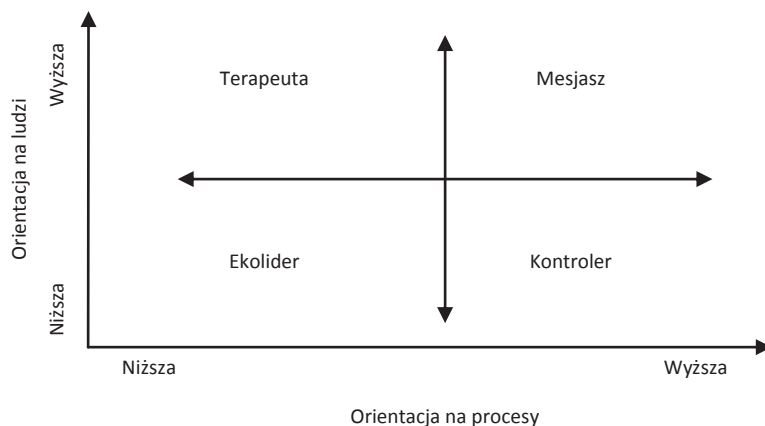 Orientacja na ludzi
Wyższa
Niższa
Terapeuta
Mesjasz
Ekolider
Kontroler
Niższa
Wyższa
Orientacja na procesy